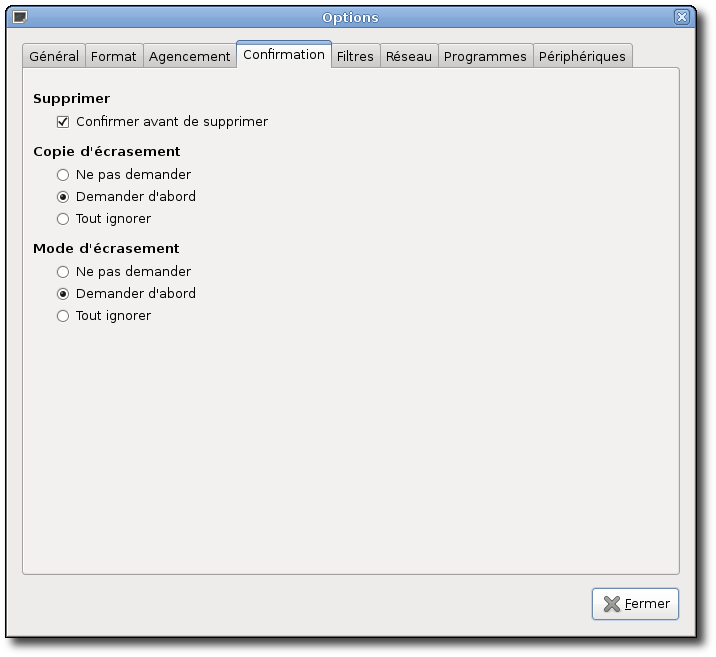 Options
Général Format Agencement Confirmation Filtres Réseau Programmes Périphériques
Supprimer
Confirmer avant de supprimer
Copie d'écrasement
Ne pas demander
Demander d'abord
Tout ignorer
Mode d'écrasement
Ne pas demander
Demander d'abord
Tout ignorer
Fermer